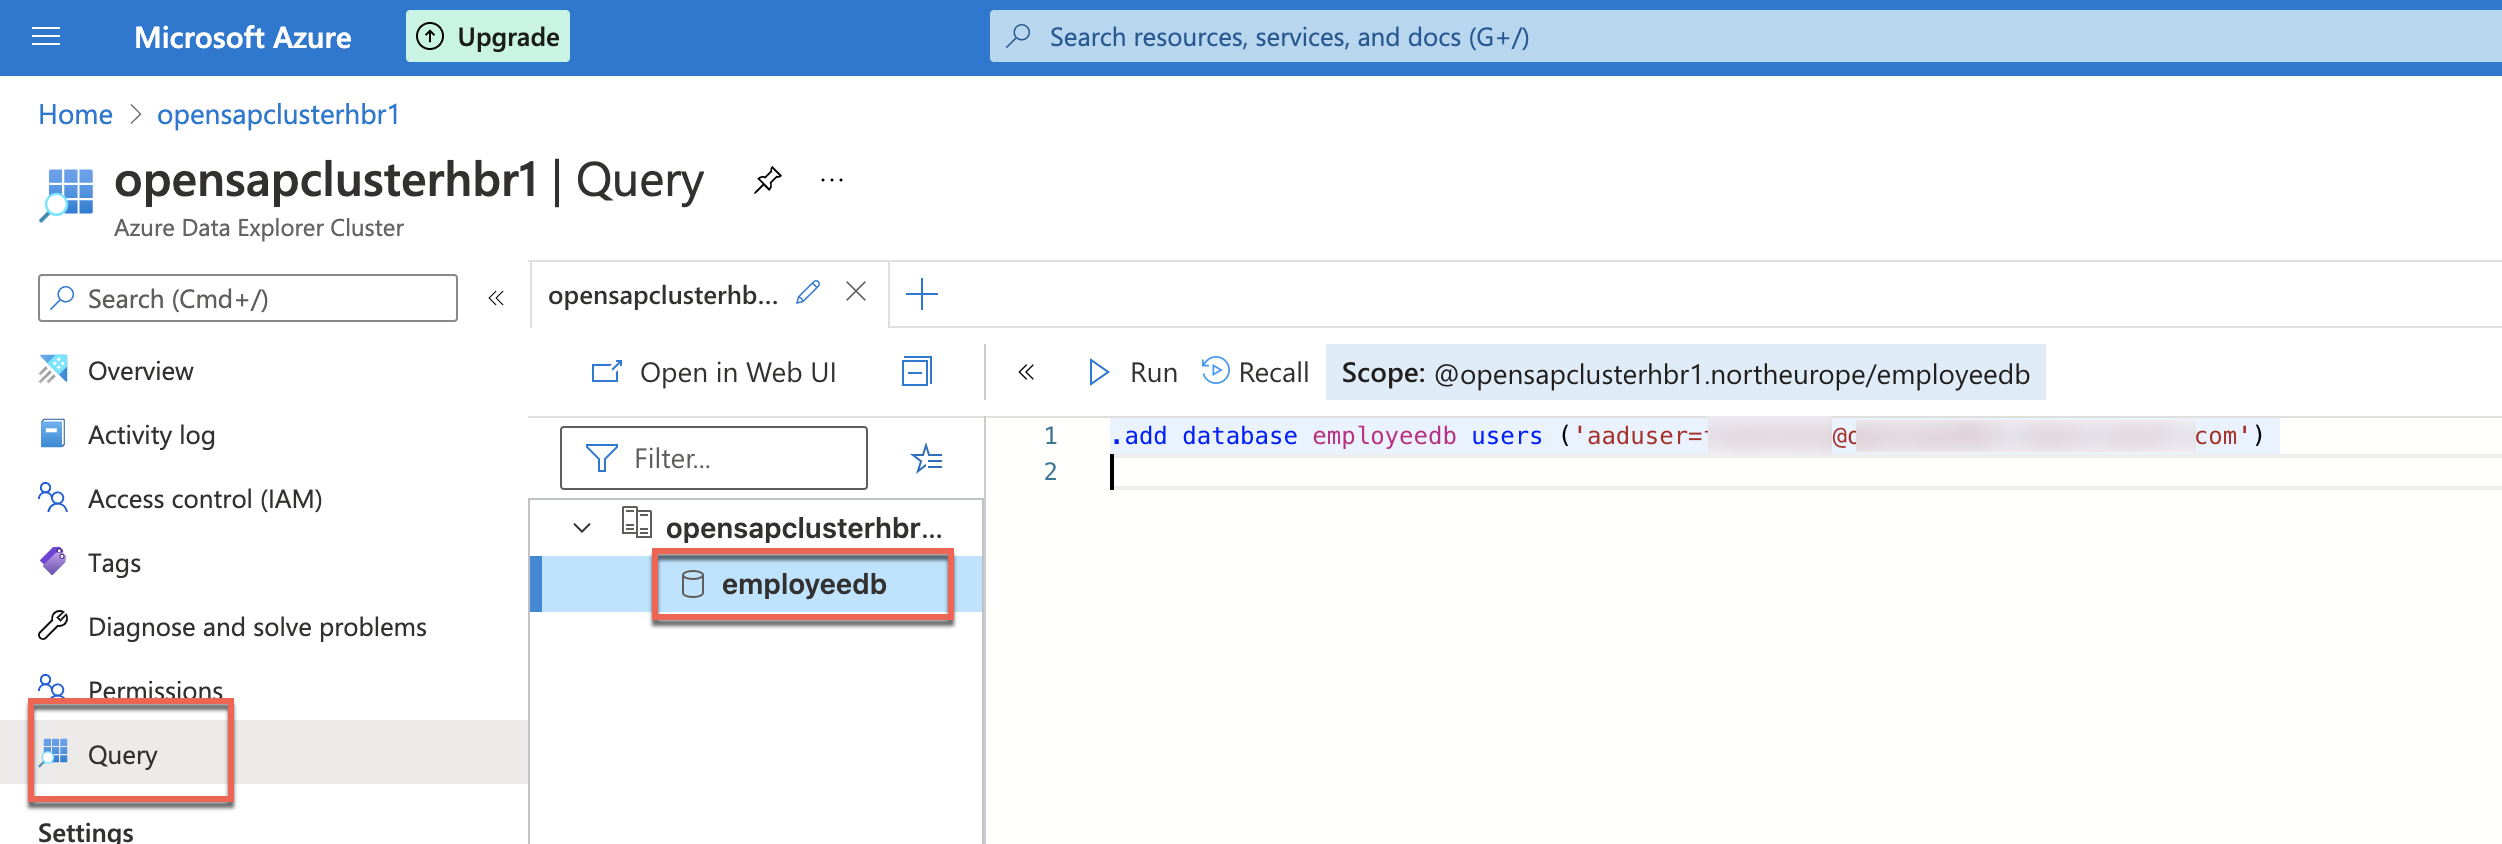 Microsoft Azure
Upgrade
Search resources, services, and docs (G+/)
Home > opensapclusterhbr1
opensapclusterhbr1 | Query
...
Azure Data Explorer Cluster
Search (Cmd+/)
«
Overview
Activity log
Access control (IAM)
Tags
Diagnose and solve problems
Permissions
Query
Settings
opensapclusterhb...
Open in Web UI
«
Run
Recall
Scope: @opensapclusterhbr1.northeurope/employeedb
Filter...
opensapclusterhbr...
employeedb
1 .add database employeedb users ('aaduser= @ com')
2